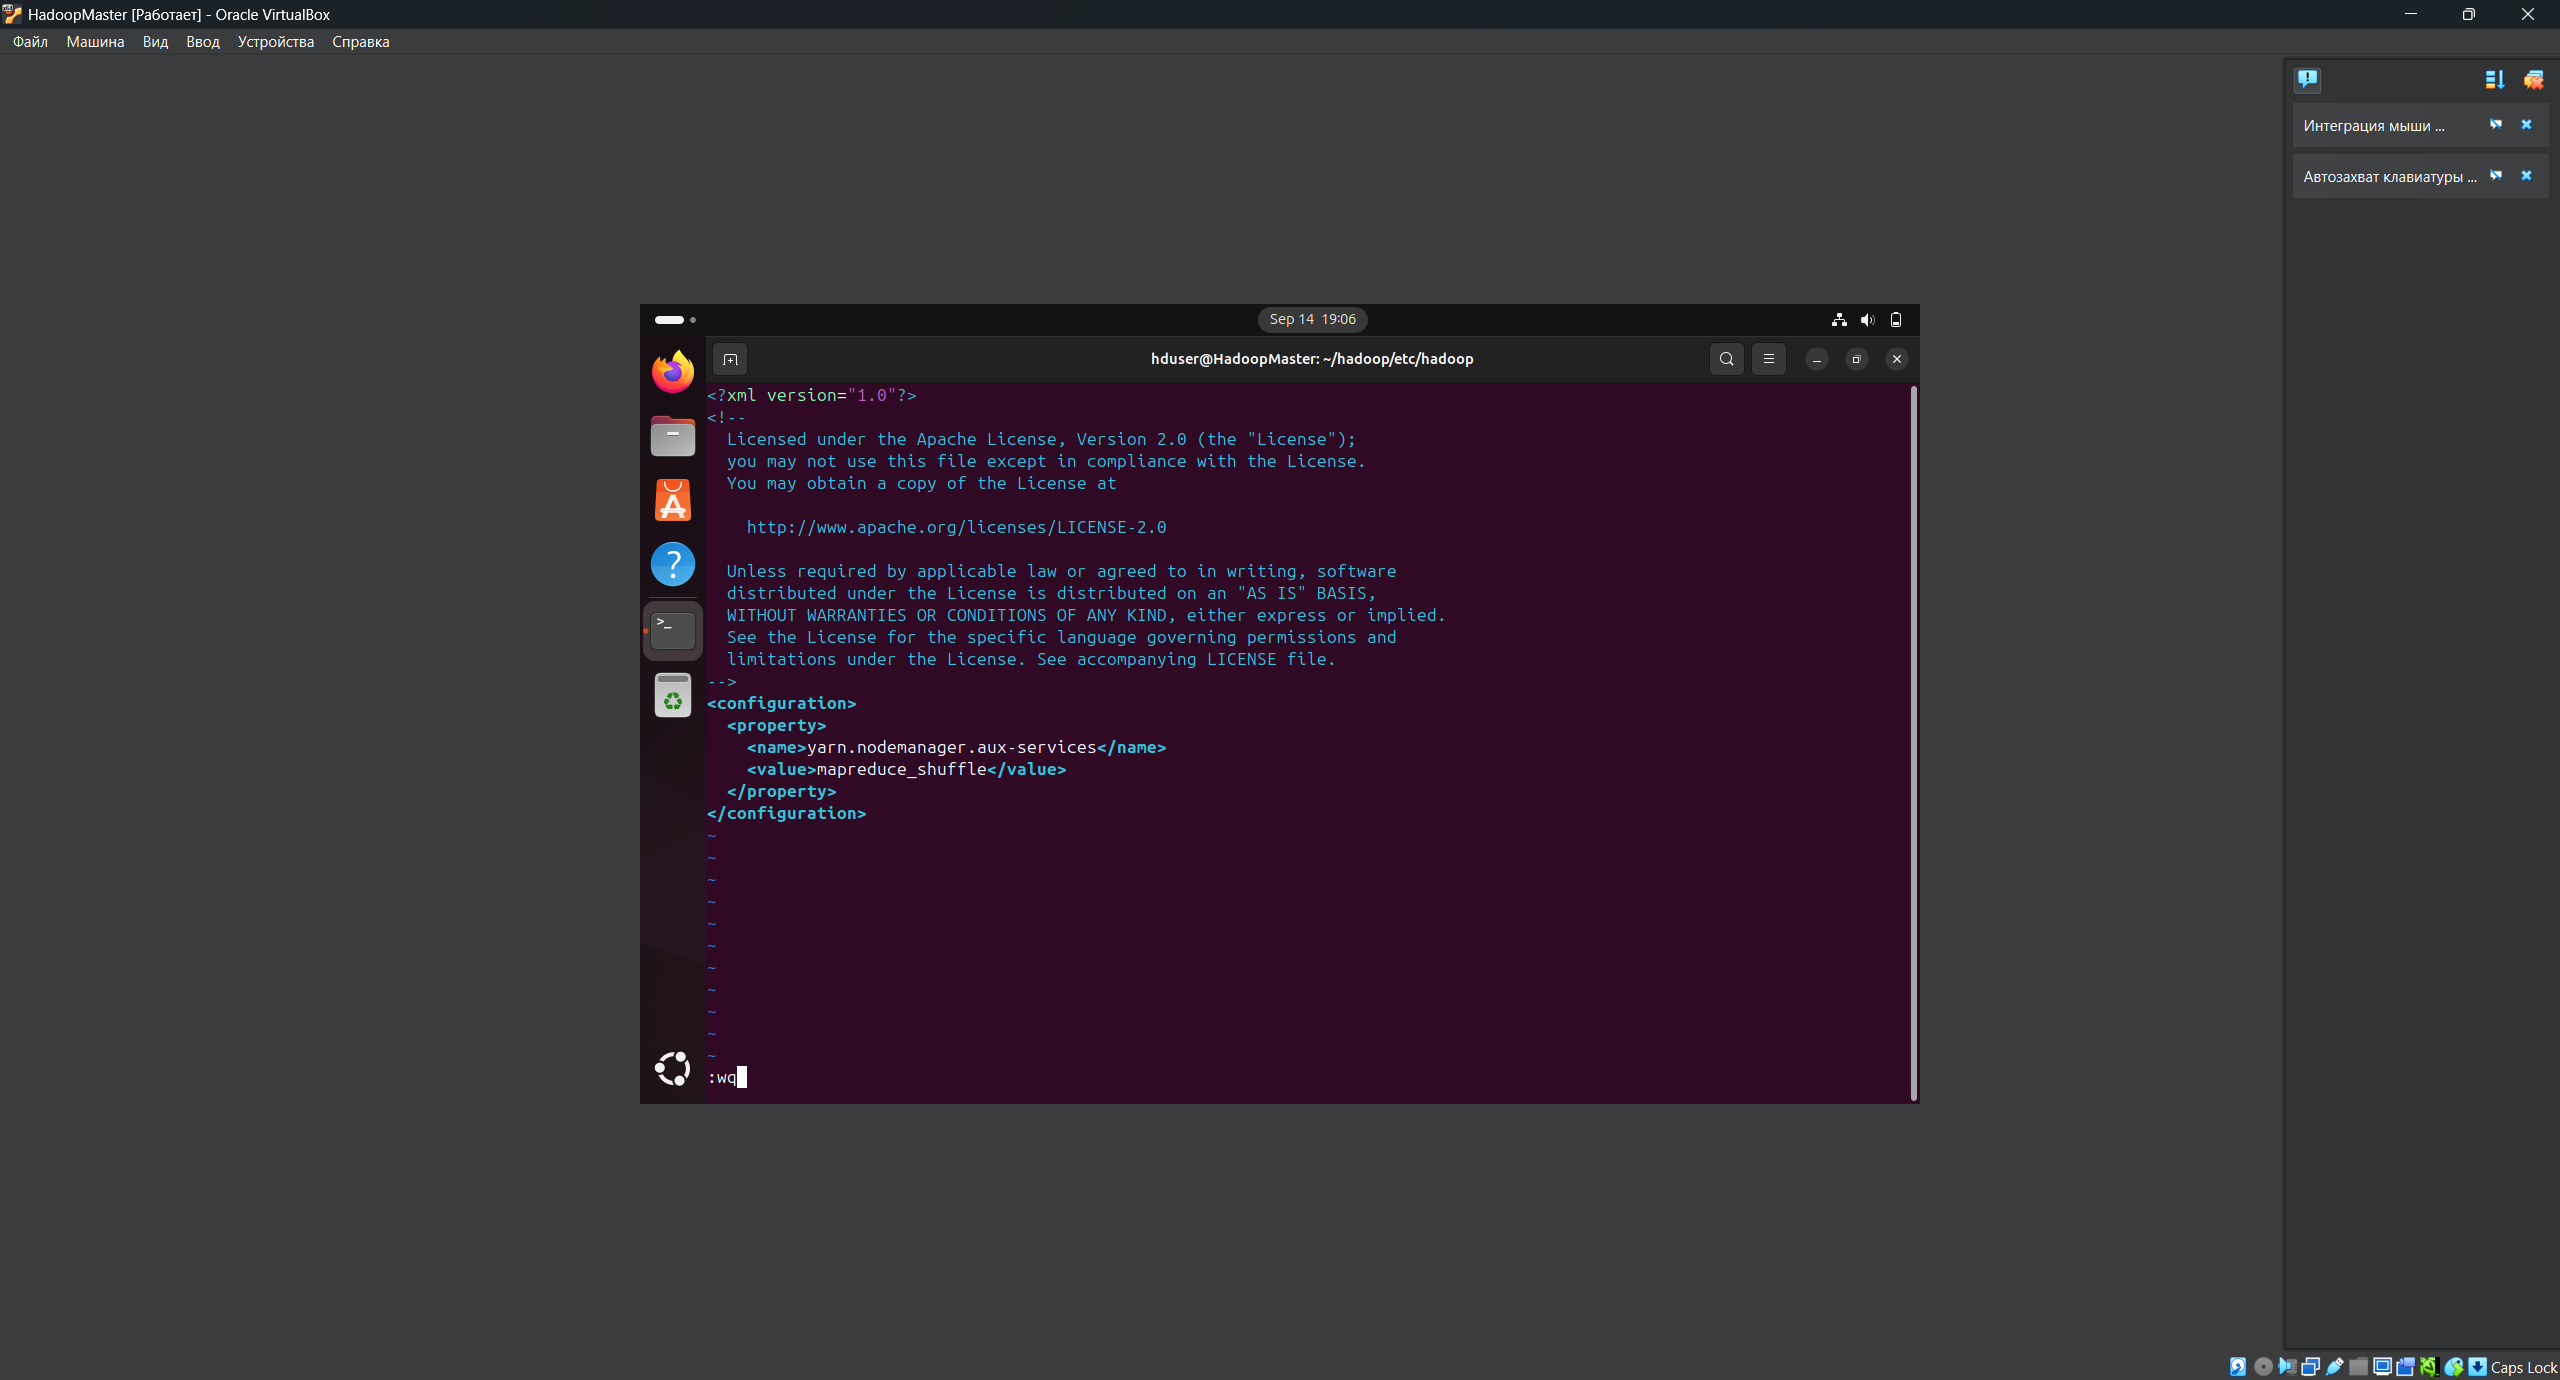 HadoopMaster [Работает] - Oracle VirtualBox
Файл Машина Вид Ввод Устройства Справка
Интеграция мыши ...
Автозахват клавиатуры ...
Sep 14 19:06
hduser@HadoopMaster: ~/hadoop/etc/hadoop
<?xml version="1.0"?>
<!--
  Licensed under the Apache License, Version 2.0 (the "License");
  you may not use this file except in compliance with the License.
  You may obtain a copy of the License at
    http://www.apache.org/licenses/LICENSE-2.0
  Unless required by applicable law or agreed to in writing, software
  distributed under the License is distributed on an "AS IS" BASIS,
  WITHOUT WARRANTIES OR CONDITIONS OF ANY KIND, either express or implied.
  See the License for the specific language governing permissions and
  limitations under the License. See accompanying LICENSE file.
-->
<configuration>
  <property>
    <name>yarn.nodemanager.aux-services</name>
    <value>mapreduce_shuffle</value>
  </property>
</configuration>
~
~
~
~
~
~
~
~
~
~
~
:wq
Caps Lock